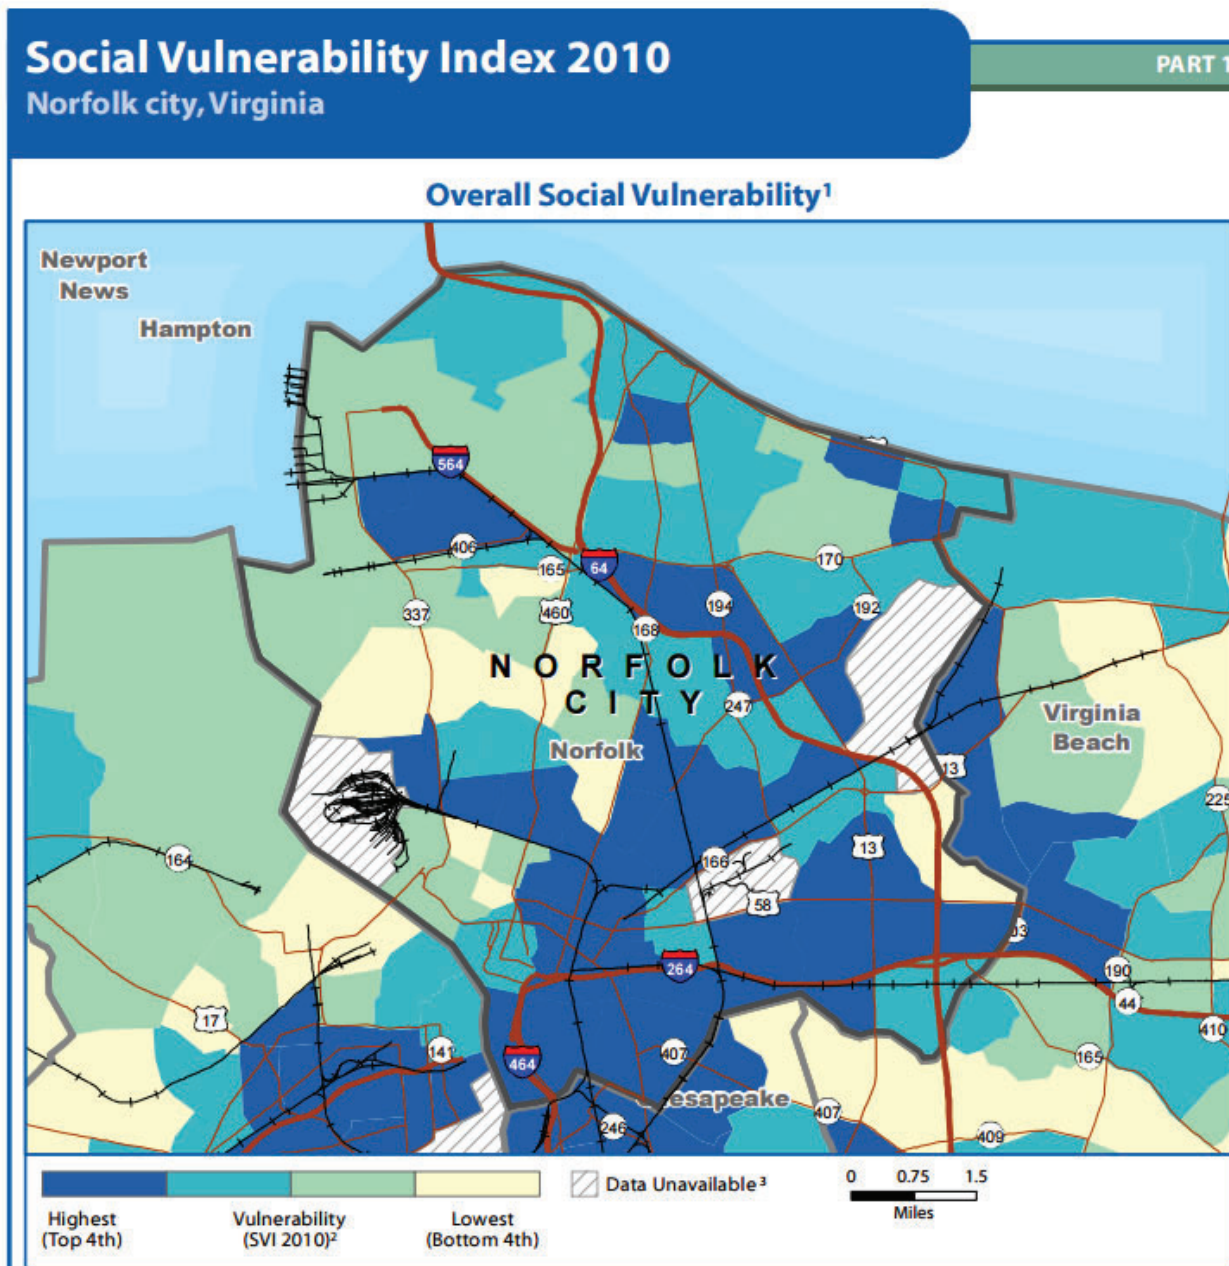 Social Vulnerability Index 2010
PART 1
Norfolk city, Virginia
Overall Social Vulnerability¹
Newport
News
Hampton
564
406
165
64
170
337
460
194
192
168
NORFOLK
CITY
247
Norfolk
Virginia
Beach
13
225
164
166
13
58
13
264
190
44
17
410
141
464
407
165
esapeake
407
246
409
0 0.75 1.5
Miles
Data Unavailable³
Highest
(Top 4th)
Vulnerability
(SVI 2010)²
Lowest
(Bottom 4th)